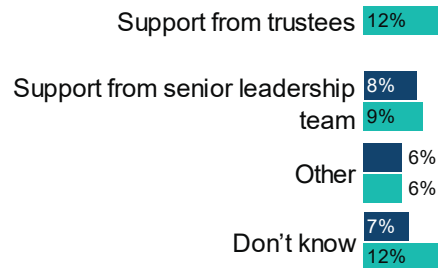 Support from trustees 12%
8%
Support from senior leadership
team 9%
6%
Other
6%
7%
Don’t know
12%